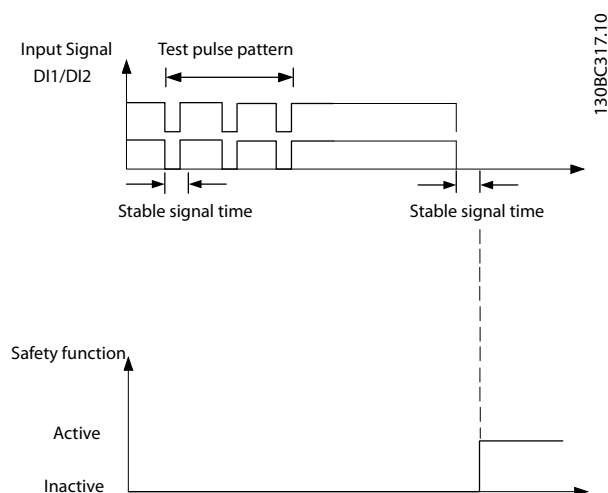 130BC317.10
Input Signal
DI1/DI2
Test pulse pattern
Stable signal time
Stable signal time
Safety function
Active
Inactive